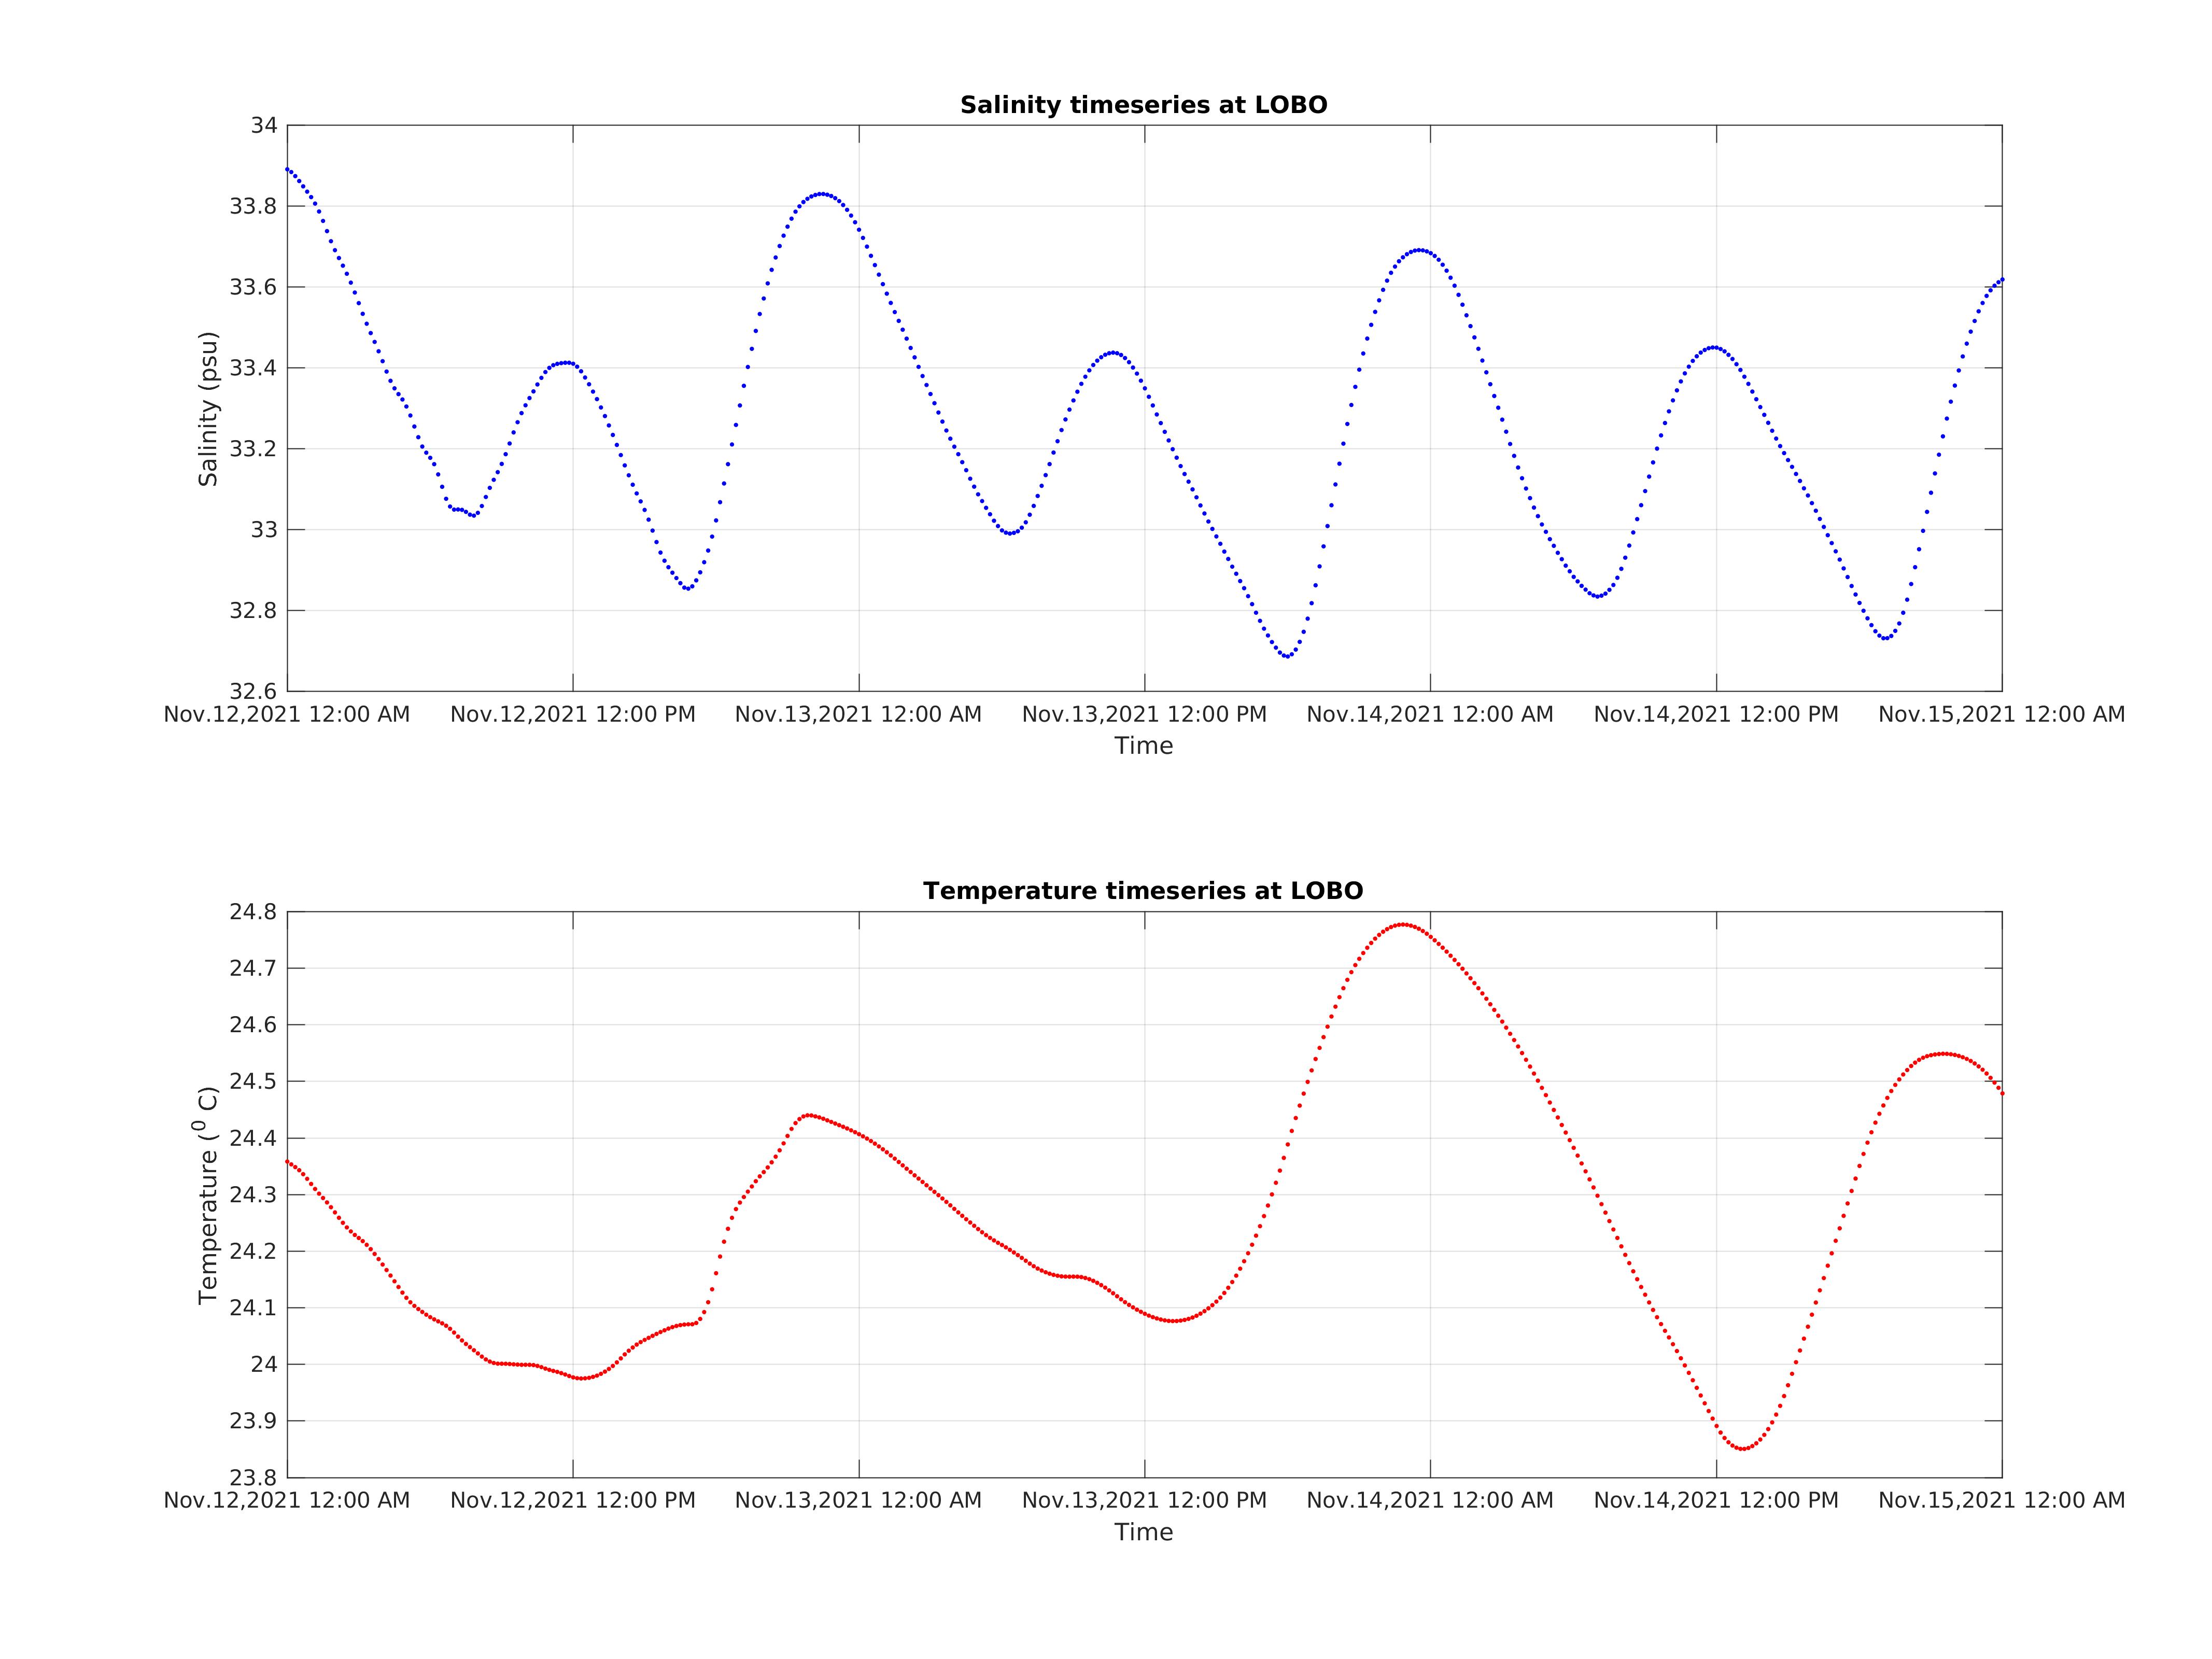 Salinity timeseries at LOBO
34
33.8
33.6
33.4
33.2
33
32.8
32.6
Salinity (psu)
Nov.12,2021 12:00 AM Nov.12,2021 12:00 PM Nov.13,2021 12:00 AM Nov.13,2021 12:00 PM Nov.14,2021 12:00 AM Nov.14,2021 12:00 PM Nov.15,2021 12:00 AM
Time
Temperature timeseries at LOBO
24.8
24.7
24.6
24.5
24.4
24.3
24.2
24.1
24
23.9
23.8
Temperature (⁰ C)
Nov.12,2021 12:00 AM Nov.12,2021 12:00 PM Nov.13,2021 12:00 AM Nov.13,2021 12:00 PM Nov.14,2021 12:00 AM Nov.14,2021 12:00 PM Nov.15,2021 12:00 AM
Time